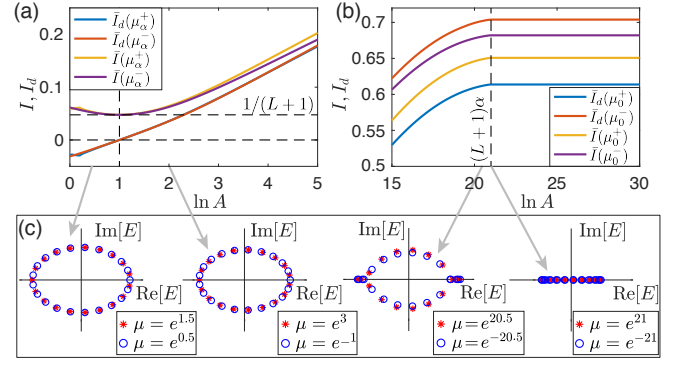 (a)
I, I_d
0.2
0.1
0
Ī_d(μ_α^+)
Ī_d(μ_α^-)
Ī(μ_α^+)
Ī(μ_α^-)
1/(L + 1)
0 1 2 3 4 5
ln A
(b)
I, I_d
0.7
0.65
0.6
0.55
0.5
(L + 1)α
Ī_d(μ_0^+)
Ī_d(μ_0^-)
Ī(μ_0^+)
Ī(μ_0^-)
15 20 25 30
ln A
(c)
Im[E] Im[E] Im[E] Im[E]
Re[E] Re[E] Re[E] Re[E]
μ = e^{1.5} μ = e^3 μ = e^{20.5} μ = e^{21}
μ = e^{0.5} μ = e^{-1} μ = e^{-20.5} μ = e^{-21}